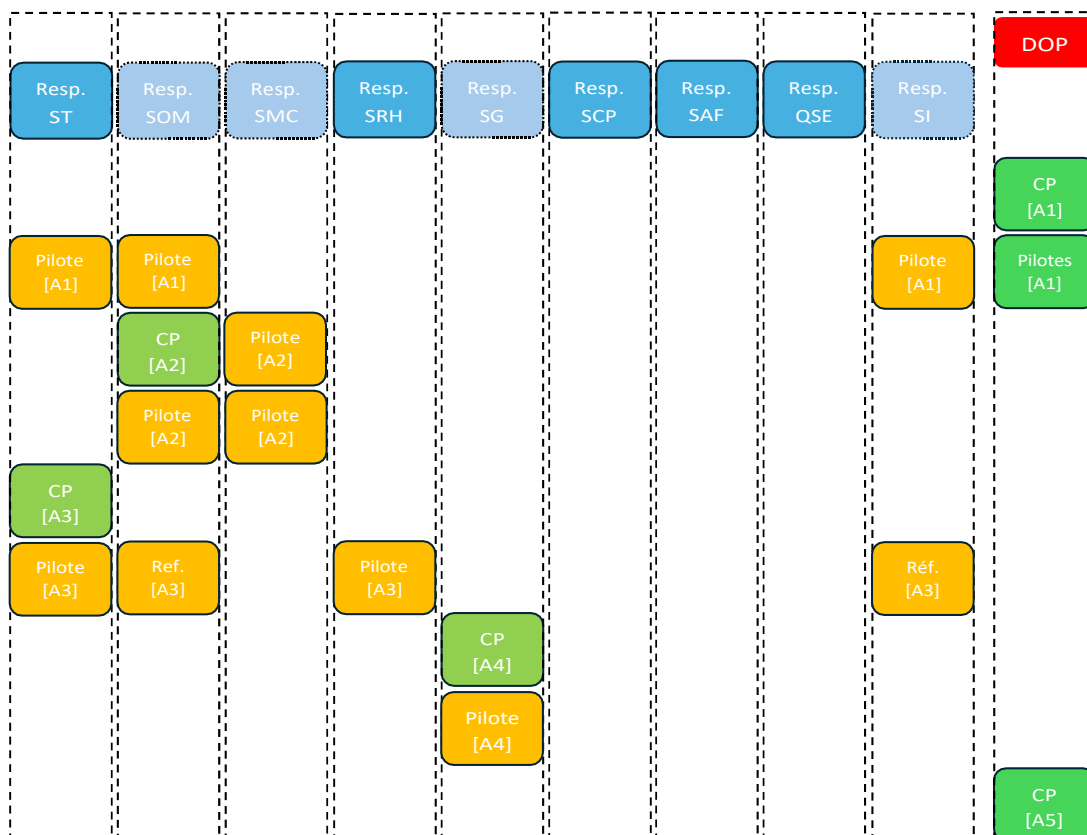 DOP
Resp.
ST
Resp.
SOM
Resp.
SMC
Resp.
SRH
Resp.
SG
Resp.
SCP
Resp.
SAF
Resp.
QSE
Resp.
SI
CP
[A1]
Pilote
[A1]
Pilote
[A1]
Pilote
[A1]
Pilotes
[A1]
CP
[A2]
Pilote
[A2]
Pilote
[A2]
Pilote
[A2]
CP
[A3]
Pilote
[A3]
Ref.
[A3]
Pilote
[A3]
Réf.
[A3]
CP
[A4]
Pilote
[A4]
CP
[A5]